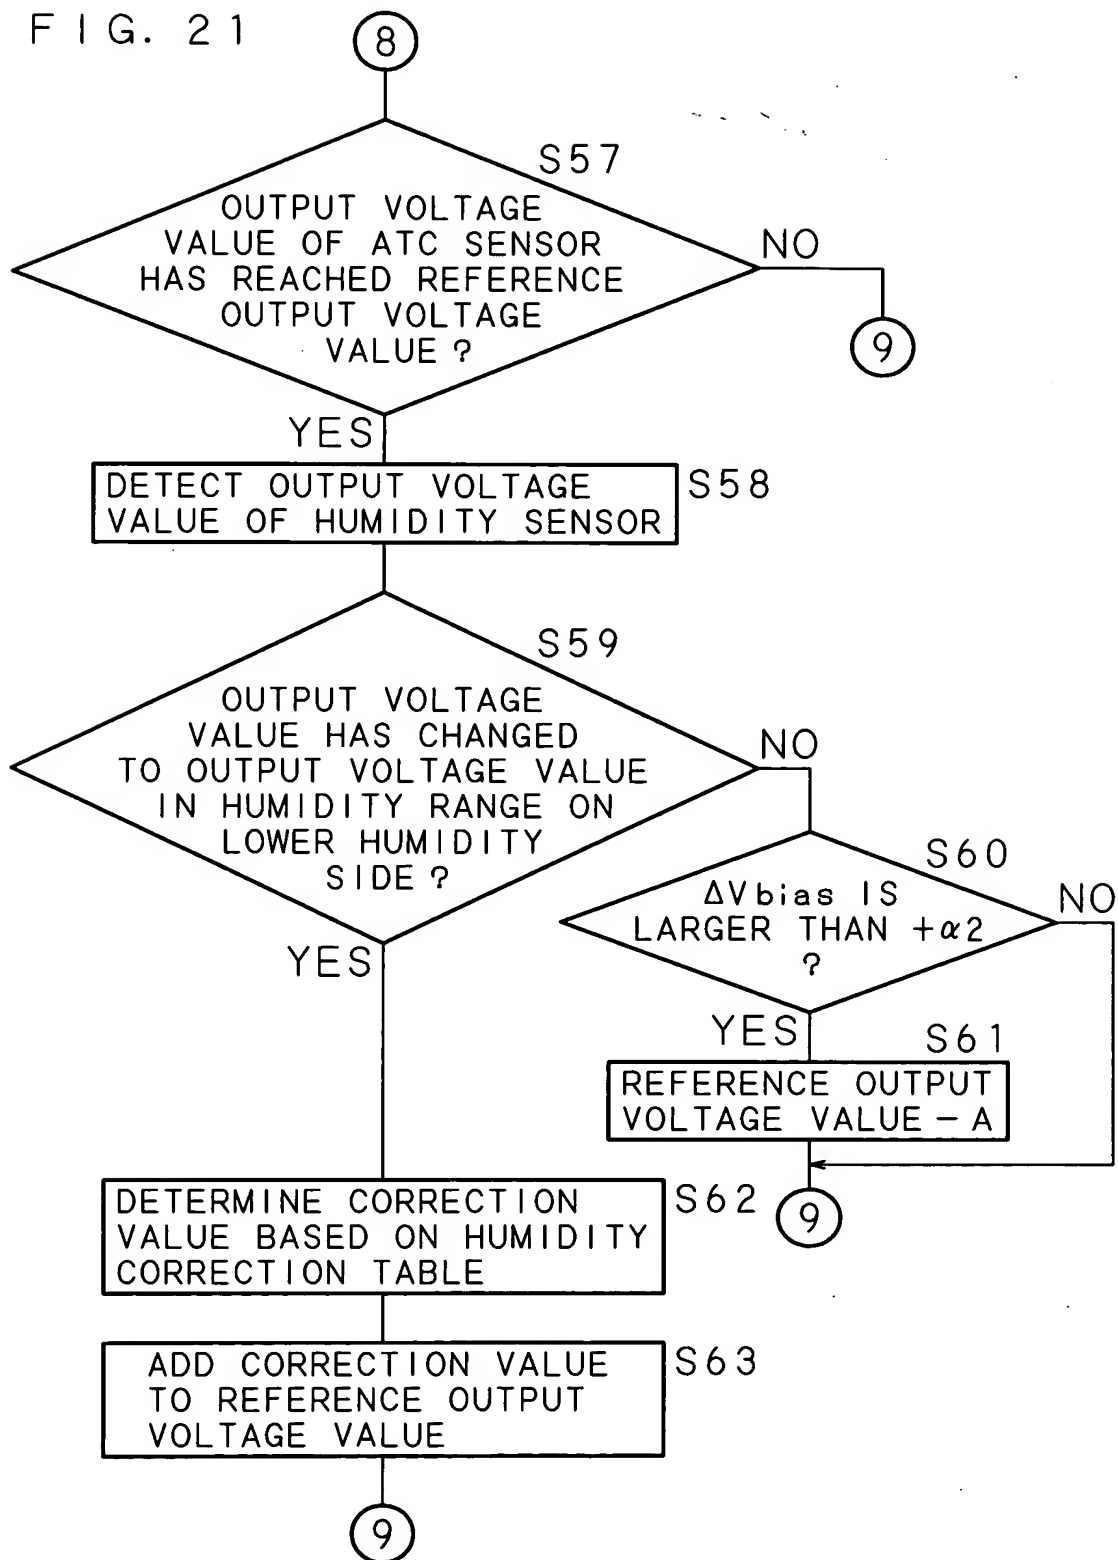 FIG. 21
8
S57
OUTPUT VOLTAGE
VALUE OF ATC SENSOR
HAS REACHED REFERENCE
OUTPUT VOLTAGE
VALUE?
NO
9
YES
DETECT OUTPUT VOLTAGE
VALUE OF HUMIDITY SENSOR
S58
S59
OUTPUT VOLTAGE
VALUE HAS CHANGED
TO OUTPUT VOLTAGE VALUE
IN HUMIDITY RANGE ON
LOWER HUMIDITY
SIDE?
NO
YES
S60
ΔVbias IS
LARGER THAN +α2
?
NO
YES
S61
REFERENCE OUTPUT
VOLTAGE VALUE - A
9
DETERMINE CORRECTION
VALUE BASED ON HUMIDITY
CORRECTION TABLE
S62
ADD CORRECTION VALUE
TO REFERENCE OUTPUT
VOLTAGE VALUE
S63
9